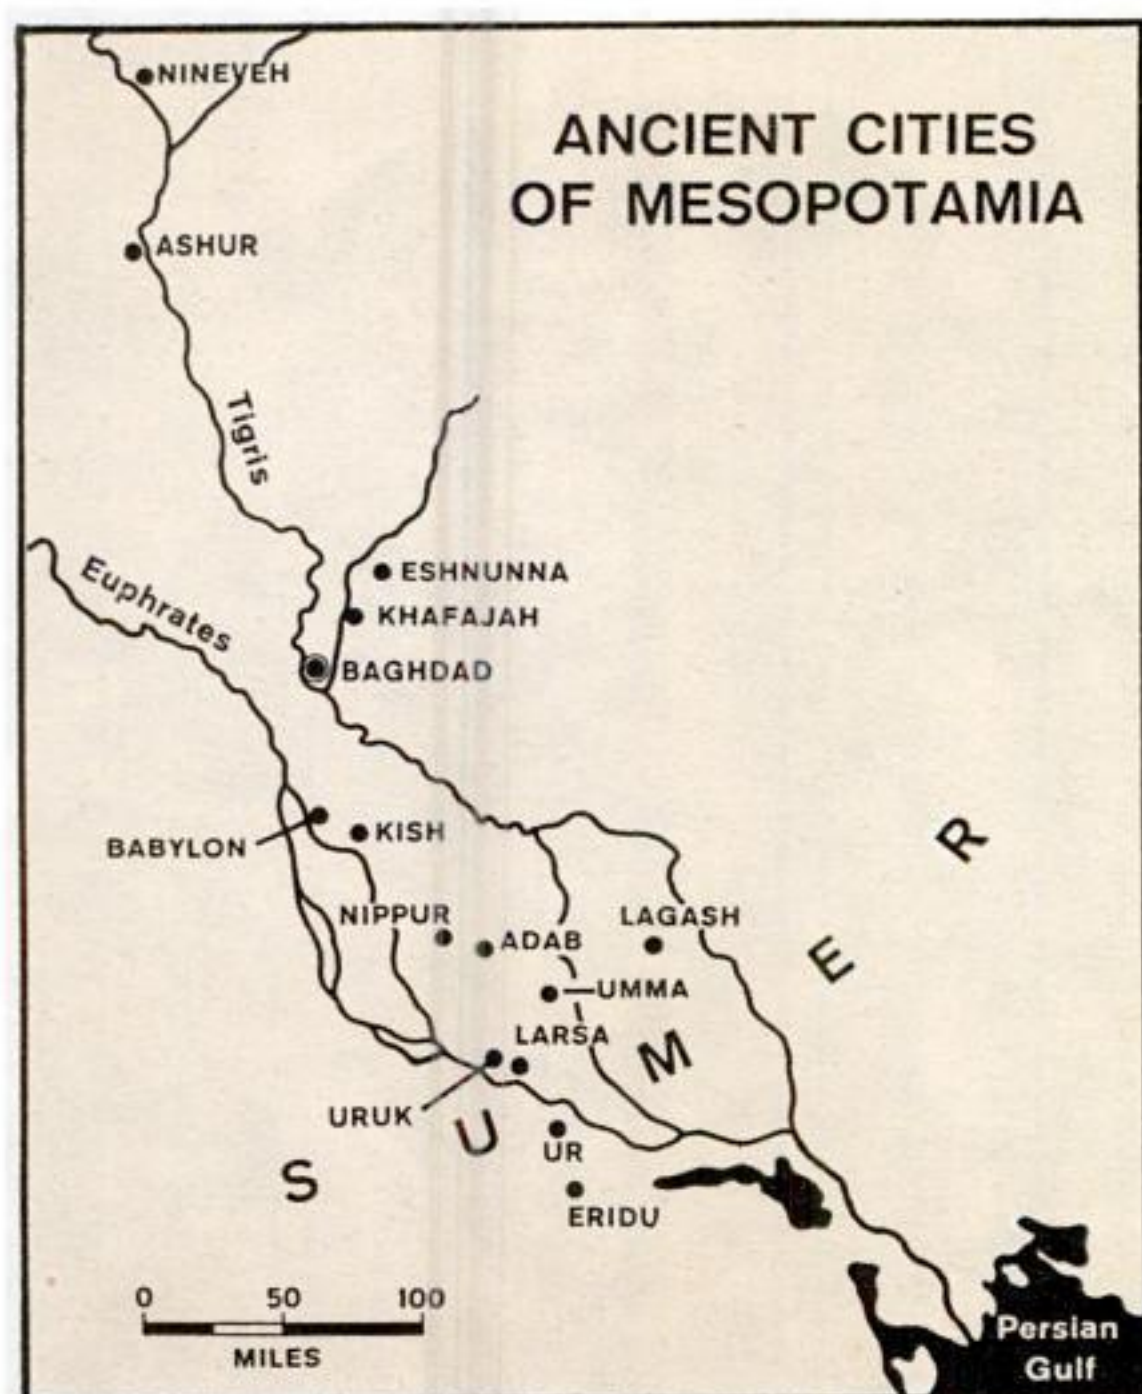 NINEVEH
ANCIENT CITIES
OF MESOPOTAMIA
ASHUR
Tigris
Euphrates
ESHNUNNA
KHAFAJAH
BAGHDAD
BABYLON
KISH
NIPPUR
ADAB
LAGASH
UMMA
LARSA
URUK
UR
ERIDU
S U M E R
0 50 100
MILES
Persian
Gulf